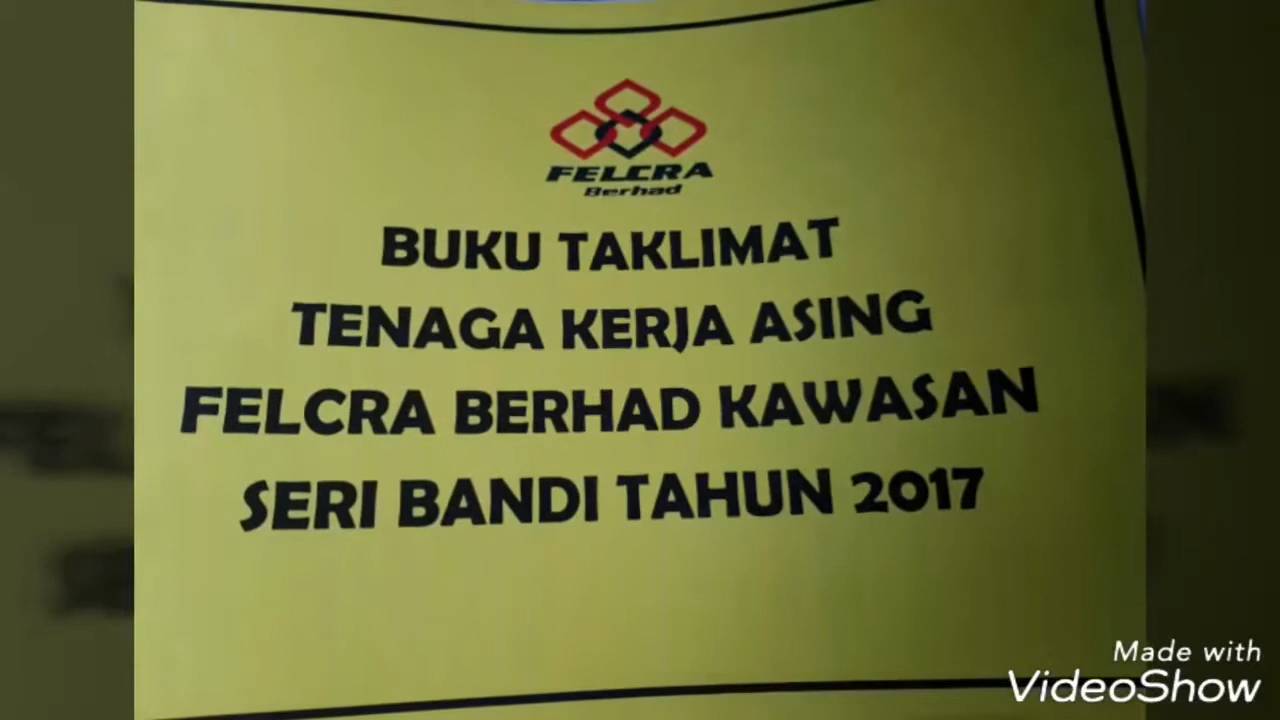 FELCRA
Berhad
BUKU TAKLIMAT
TENAGA KERJA ASING
FELCRA BERHAD KAWASAN
SERI BANDI TAHUN 2017
Made with
VideoShow